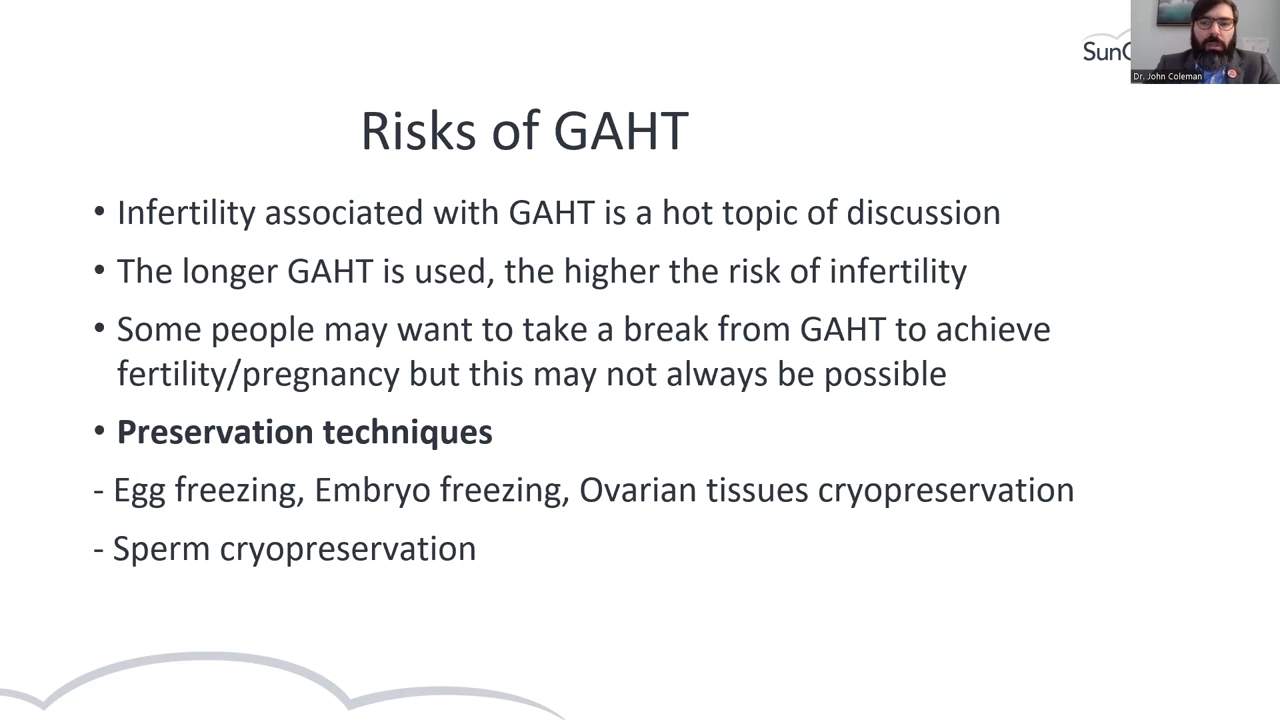 SunC
Dr. John Coleman
Risks of GAHT
• Infertility associated with GAHT is a hot topic of discussion
• The longer GAHT is used, the higher the risk of infertility
• Some people may want to take a break from GAHT to achieve
fertility/pregnancy but this may not always be possible
• Preservation techniques
- Egg freezing, Embryo freezing, Ovarian tissues cryopreservation
- Sperm cryopreservation